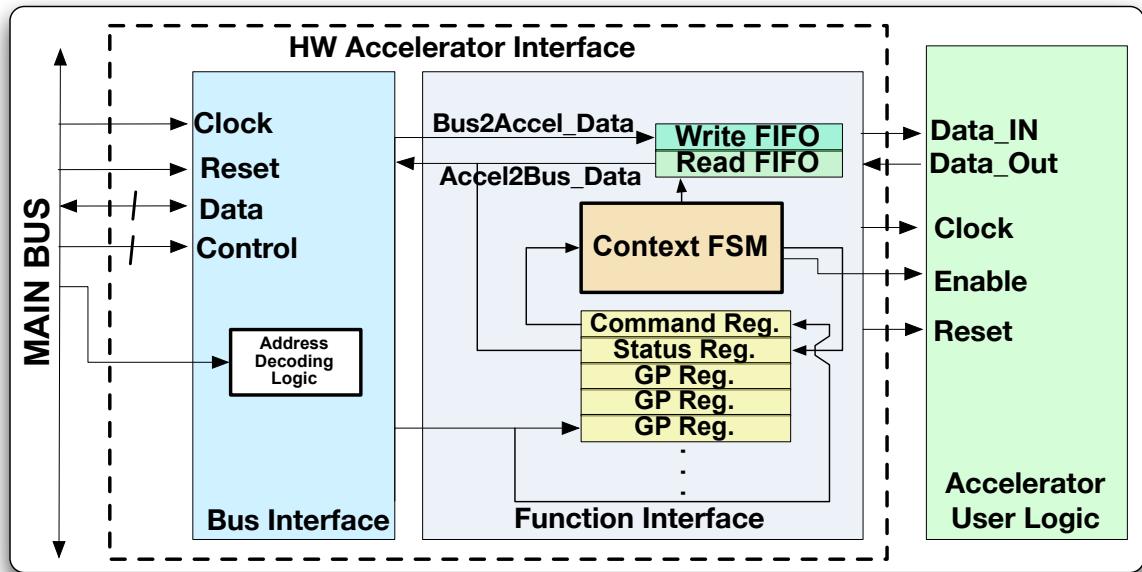 HW Accelerator Interface
MAIN BUS
Clock
Reset
Data
Control
Address
Decoding
Logic
Bus Interface
Bus2Accel_Data
Accel2Bus_Data
Write FIFO
Read FIFO
Context FSM
Command Reg.
Status Reg.
GP Reg.
GP Reg.
GP Reg.
Function Interface
Data_IN
Data_Out
Clock
Enable
Reset
Accelerator
User Logic